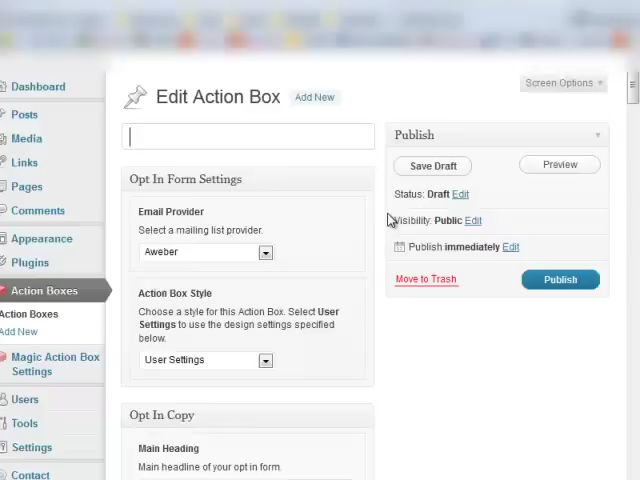 Dashboard
Posts
Media
Links
Pages
Comments
Appearance
Plugins
Action Boxes
Action Boxes
Add New
Magic Action Box
Settings
Users
Tools
Settings
Contact
Edit Action Box
Add New
Screen Options
Opt In Form Settings
Email Provider
Select a mailing list provider.
Aweber
Action Box Style
Choose a style for this Action Box. Select User
Settings to use the design settings specified
below.
User Settings
Opt In Copy
Main Heading
Main headline of your opt in form.
Publish
Save Draft
Preview
Status: Draft Edit
Visibility: Public Edit
Publish immediately Edit
Move to Trash
Publish